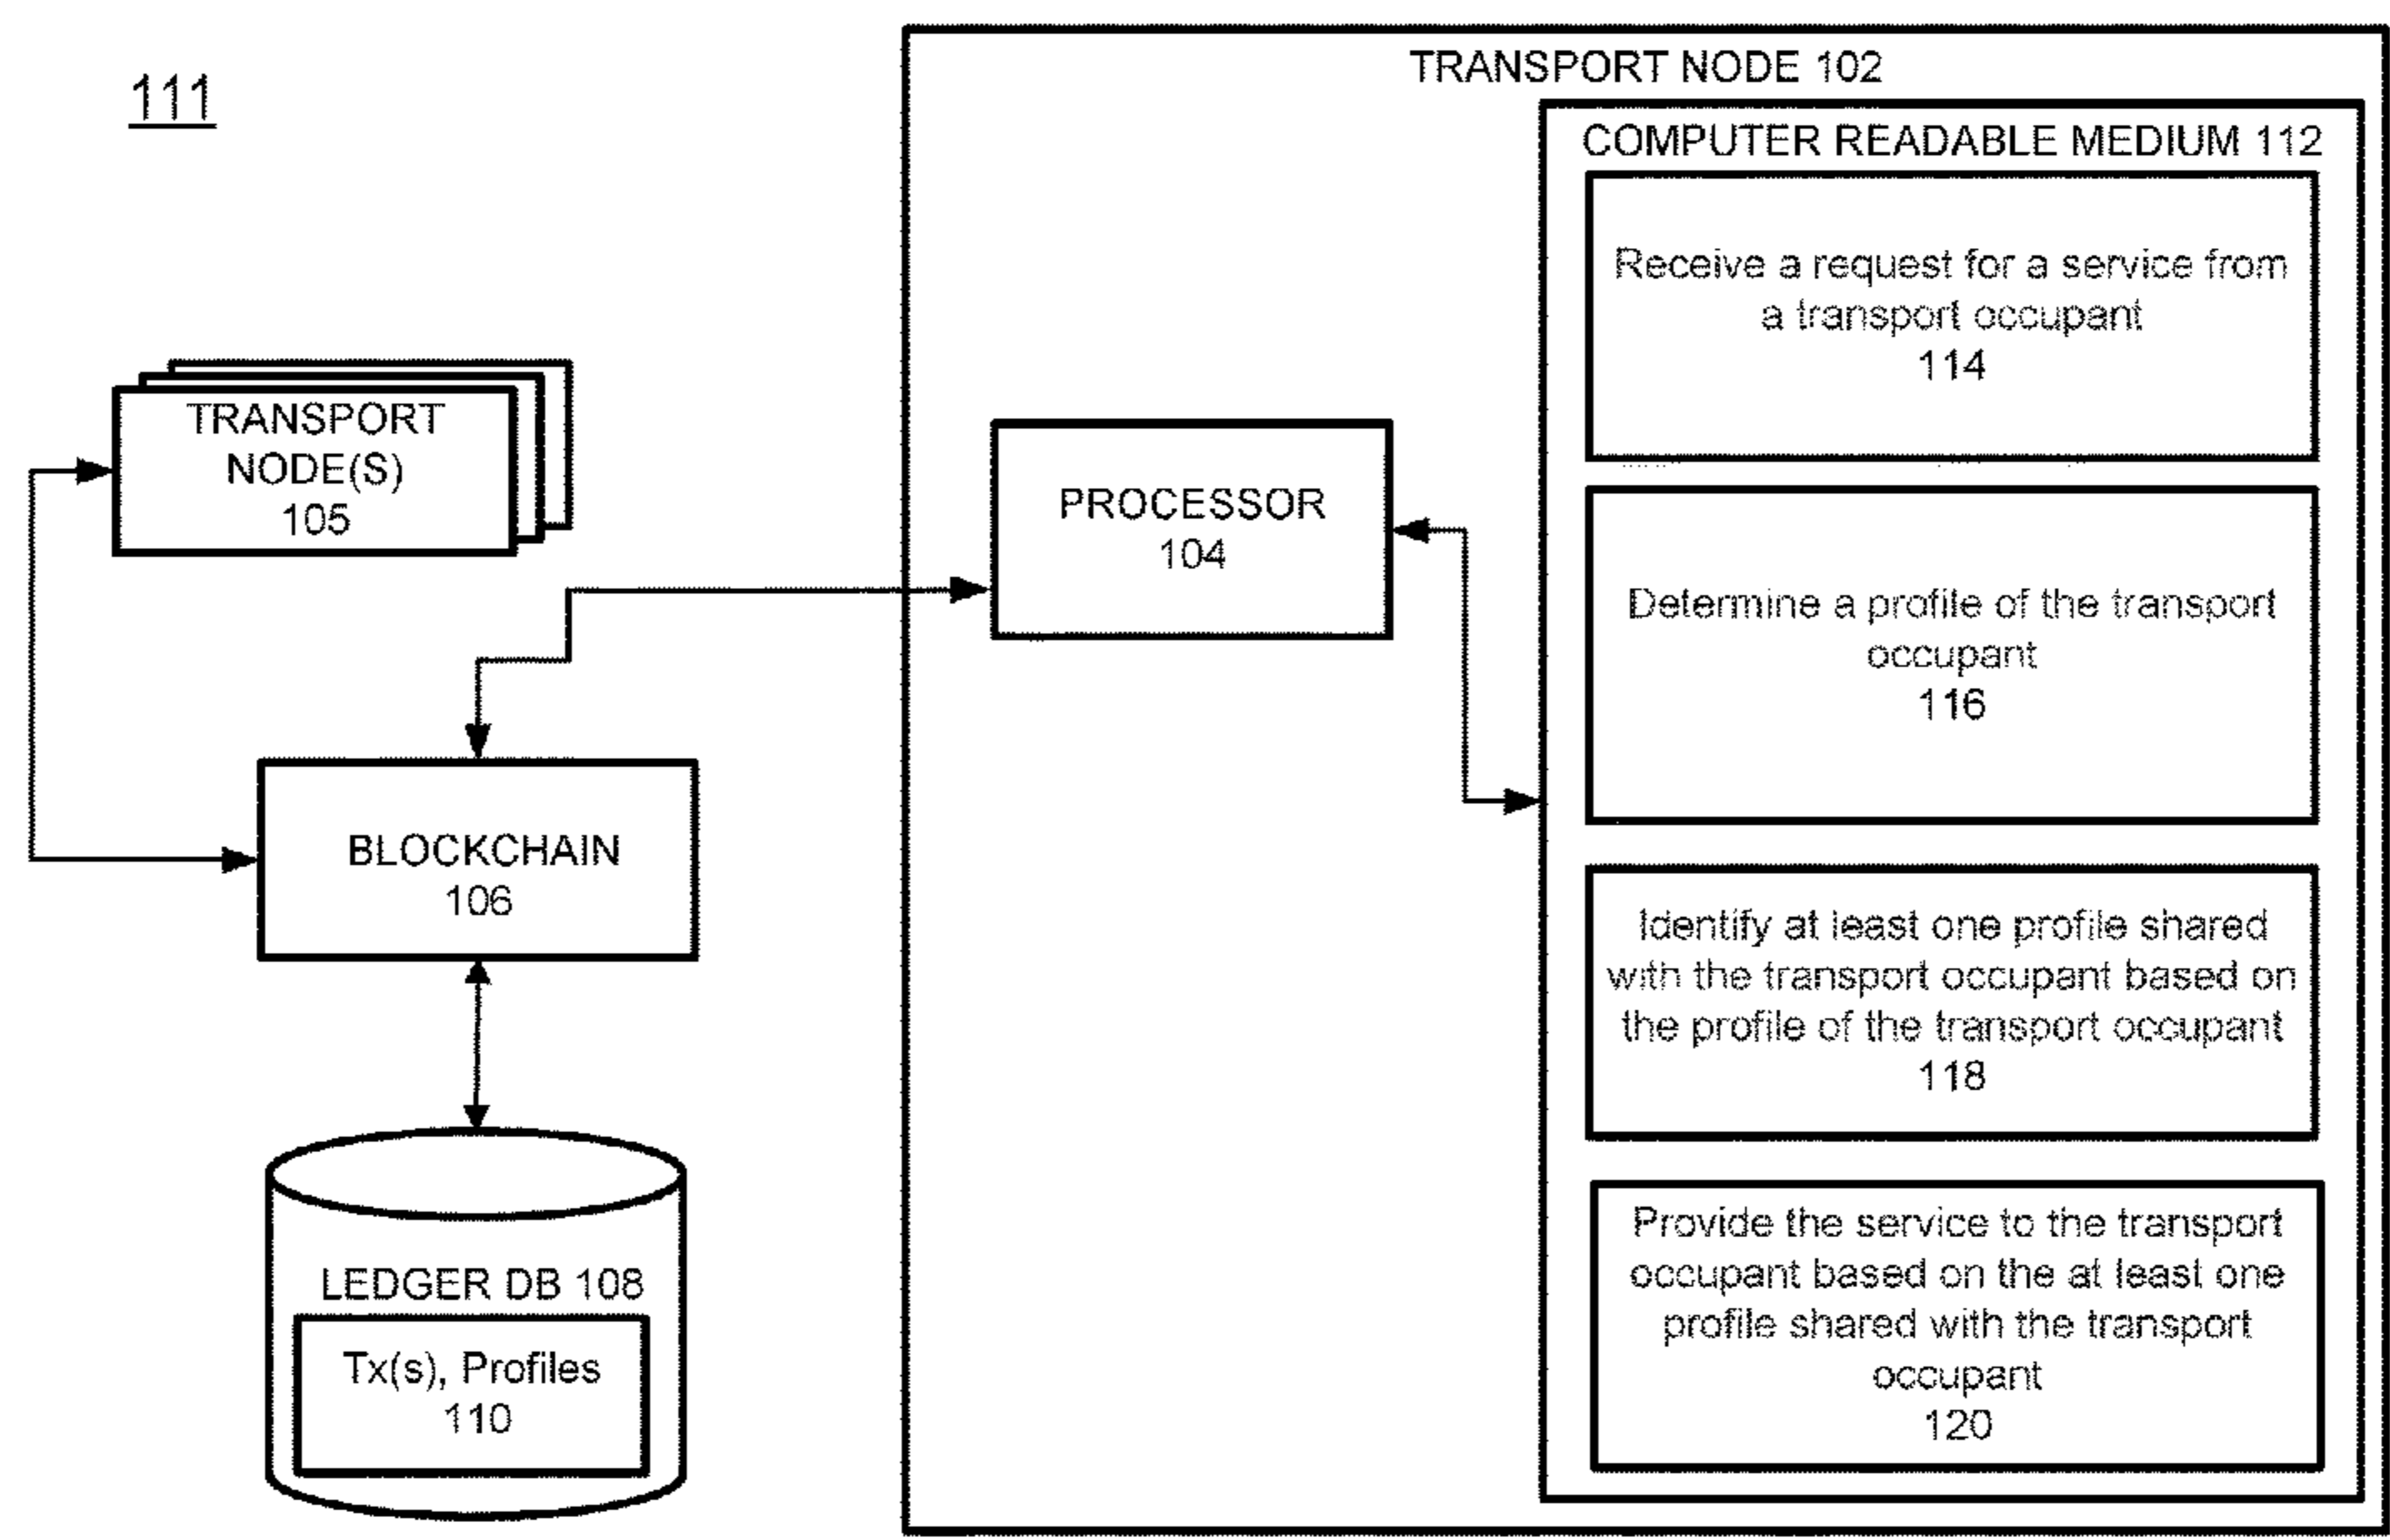 111
TRANSPORT NODE 102
COMPUTER READABLE MEDIUM 112
Receive a request for a service from
a transport occupant
114
Determine a profile of the transport
occupant
116
Identify at least one profile shared
with the transport occupant based on
the profile of the transport occupant
118
Provide the service to the transport
occupant based on the at least one
profile shared with the transport
occupant
120
PROCESSOR
104
TRANSPORT
NODE(S)
105
BLOCKCHAIN
106
LEDGER DB 108
Tx(s), Profiles
110